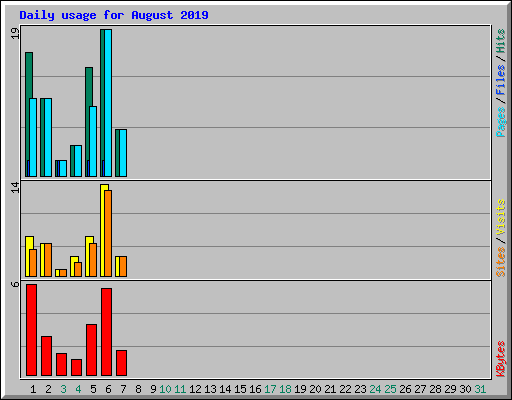 Daily usage for August 2019
19
14
6
Pages/Files/Hits
Sites/Visits
KBytes
1 2 3 4 5 6 7 8 9 10 11 12 13 14 15 16 17 18 19 20 21 22 23 24 25 26 27 28 29 30 31